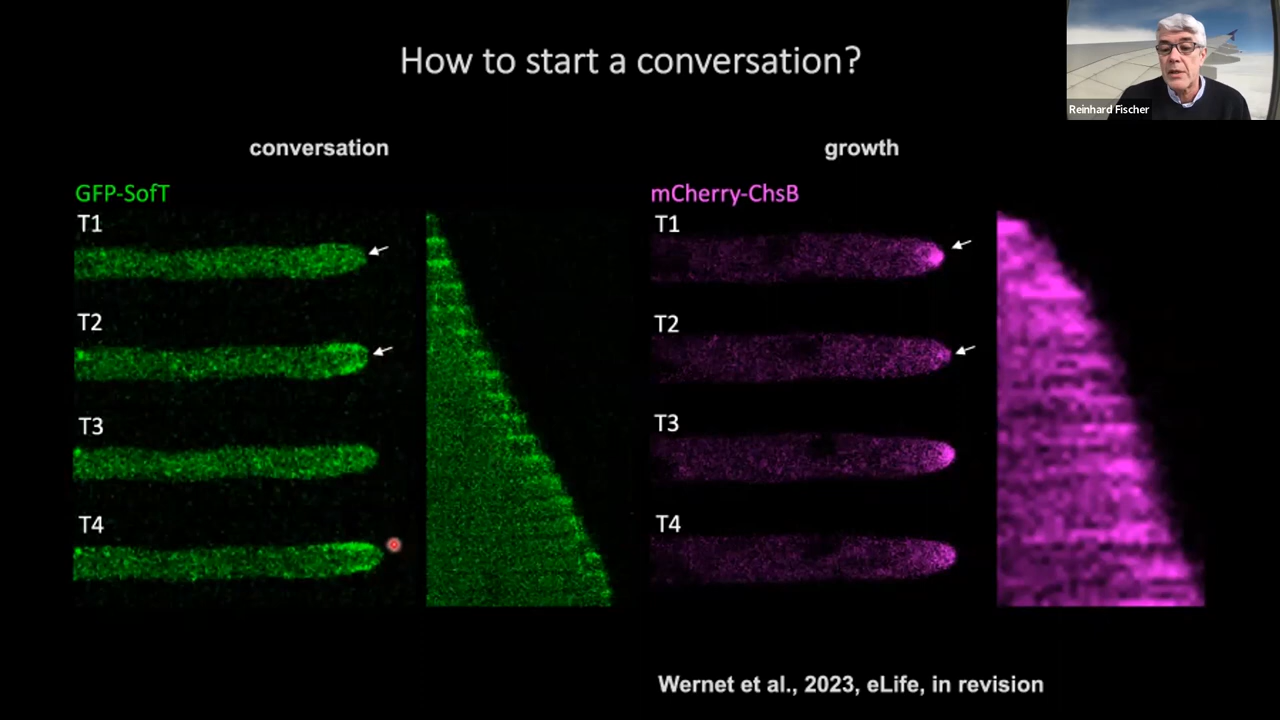 How to start a conversation?
Reinhard Fischer
conversation
growth
GFP-SofT
mCherry-ChsB
T1
T2
T3
T4
T1
T2
T3
T4
Wernet et al., 2023, eLife, in revision